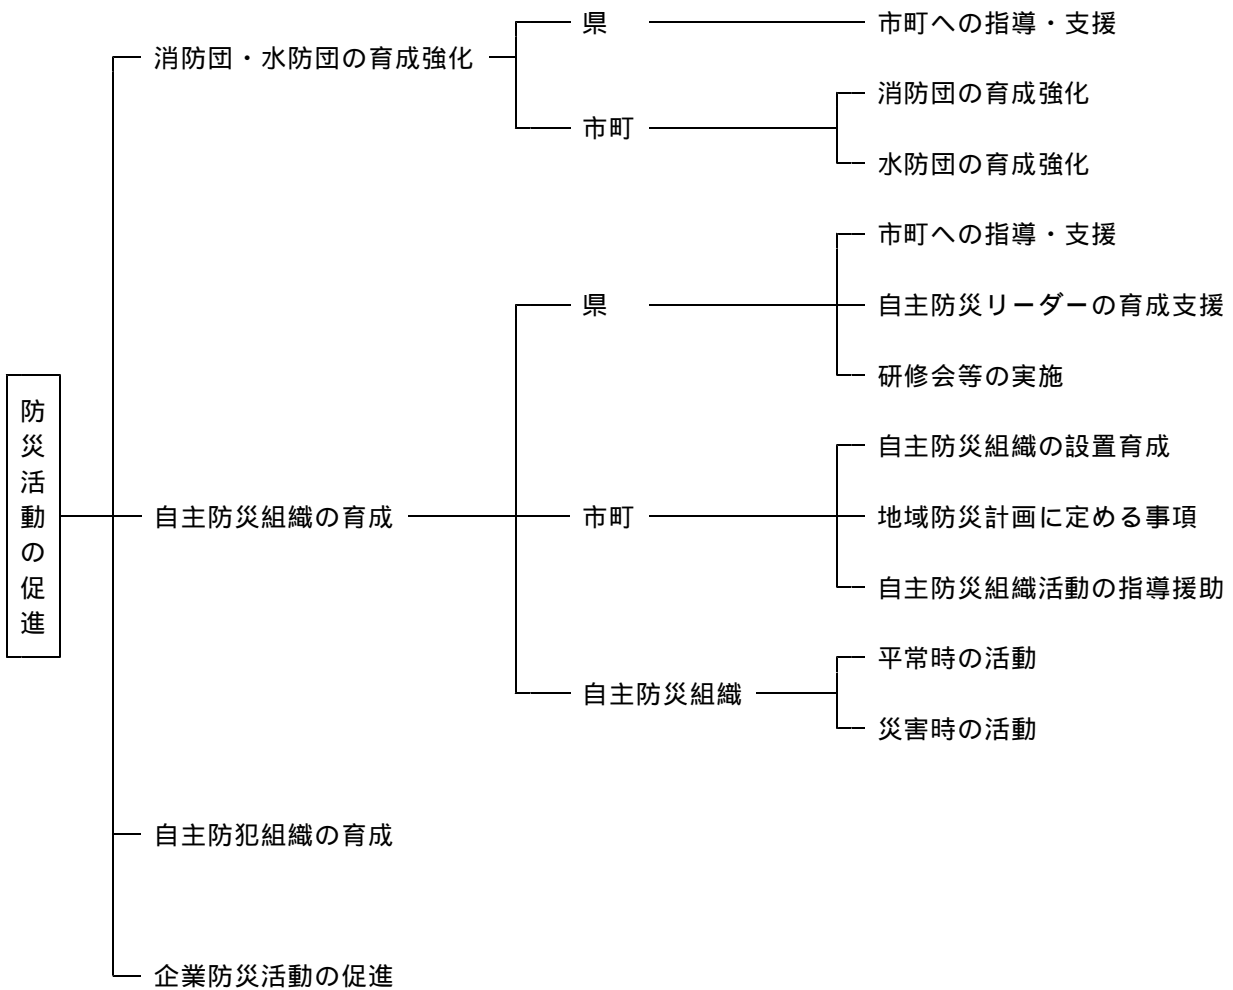 防災活動の促進
消防団・水防団の育成強化
県
市町への指導・支援
市町
消防団の育成強化
水防団の育成強化
自主防災組織の育成
県
市町への指導・支援
自主防災リーダーの育成支援
研修会等の実施
市町
自主防災組織の設置育成
地域防災計画に定める事項
自主防災組織活動の指導援助
自主防災組織
平常時の活動
災害時の活動
自主防犯組織の育成
企業防災活動の促進